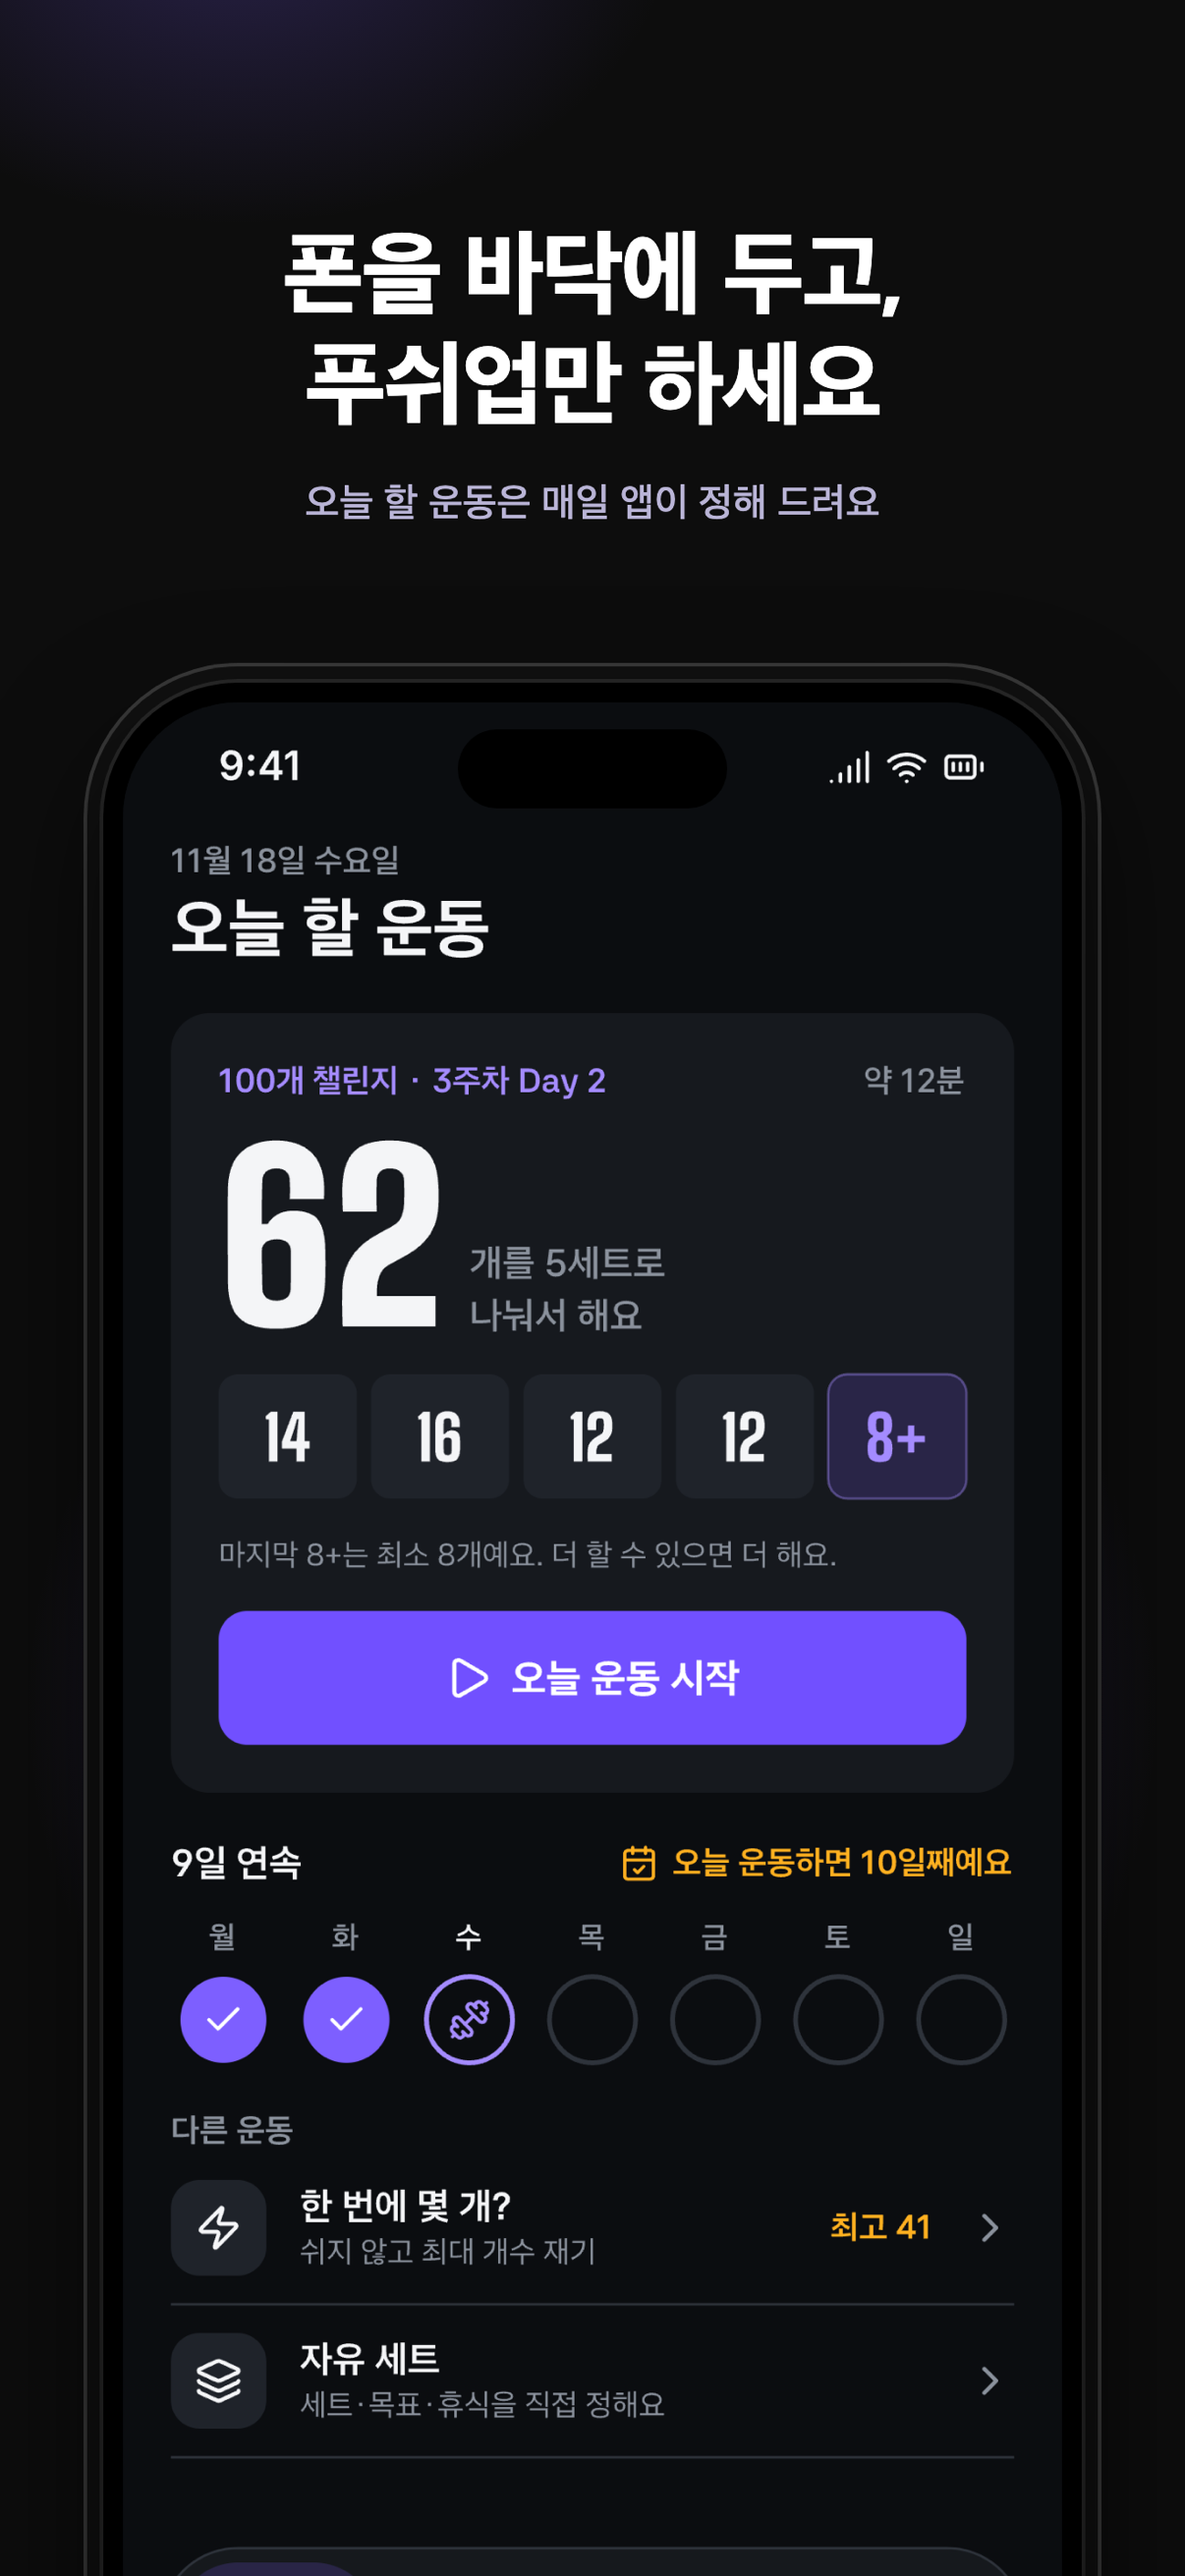 폰을 바닥에 두고,
푸쉬업만 하세요
오늘 할 운동은 매일 앱이 정해 드려요
9:41
11월 18일 수요일
오늘 할 운동
100개 챌린지 · 3주차 Day 2
약 12분
62
개를 5세트로
나눠서 해요
14 16 12 12 8+
마지막 8+는 최소 8개예요. 더 할 수 있으면 더 해요.
오늘 운동 시작
9일 연속
오늘 운동하면 10일째예요
월 화 수 목 금 토 일
다른 운동
한 번에 몇 개?
쉬지 않고 최대 개수 재기
최고 41
자유 세트
세트·목표·휴식을 직접 정해요